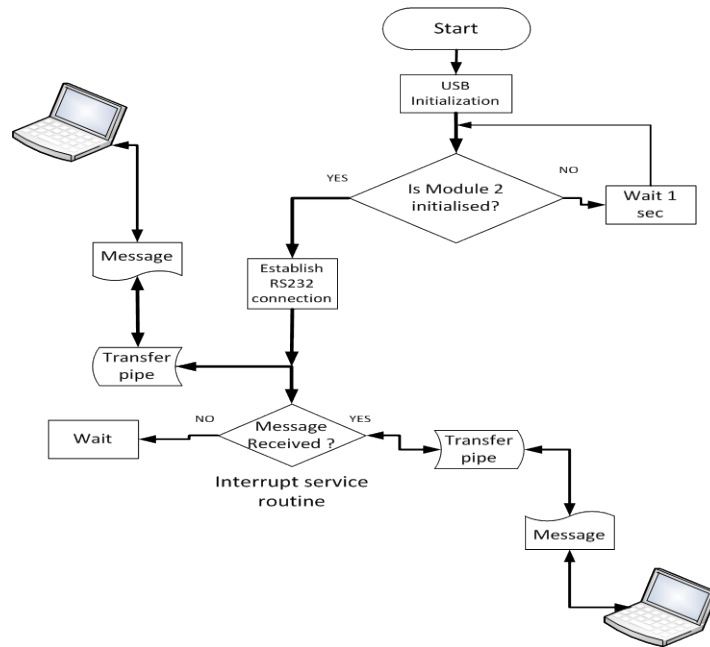 Start
USB
Initialization
YES
Is Module 2
initialised?
NO
Wait 1
sec
Message
Establish
RS232
connection
Transfer
pipe
NO
Message
Received ?
YES
Wait
Transfer
pipe
Interrupt service
routine
Message